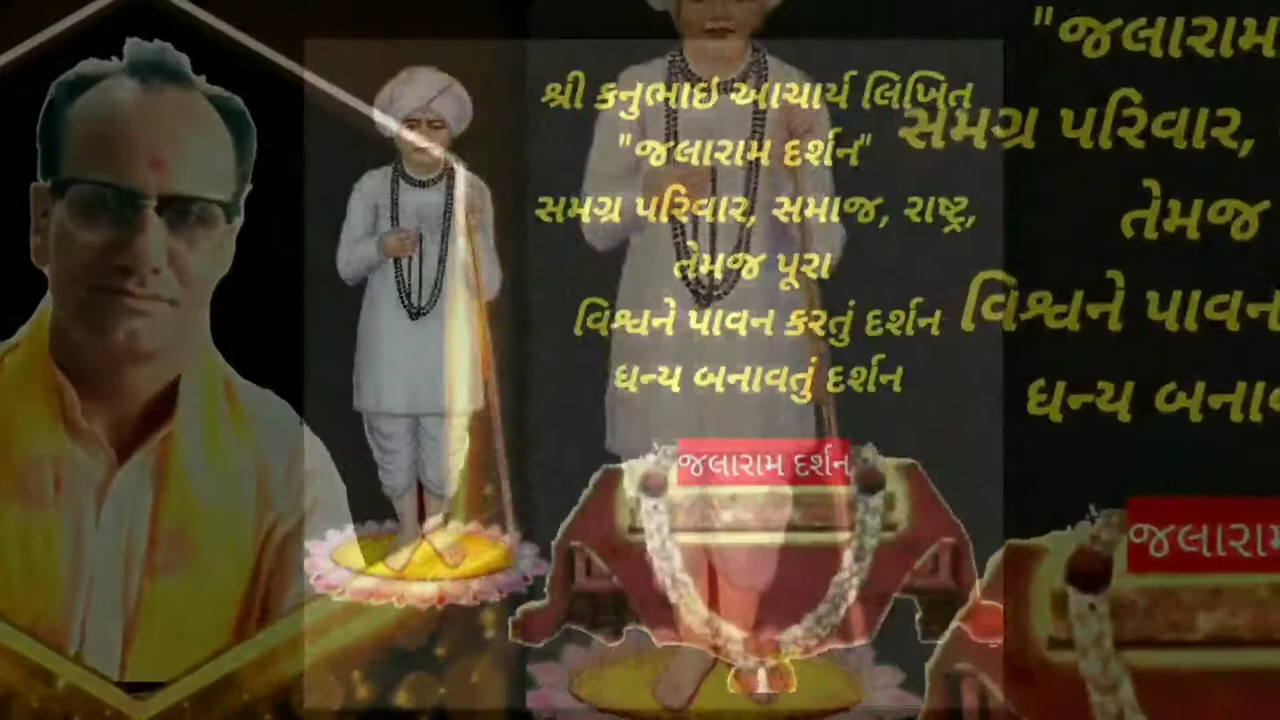 શ્રી કનુભાઇ આચાર્ય લિખિત
"જલારામ દર્શન"
સમગ્ર પરિવાર, સમાજ, રાષ્ટ્ર,
તેમજ પૂરા
વિશ્વને પાવન કરતું દર્શન
ધન્ય બનાવતું દર્શન
જલારામ દર્શન
"જલારામ
સમગ્ર પરિવાર,
તેમજ
વિશ્વને પાવન
ધન્ય
જલારામ